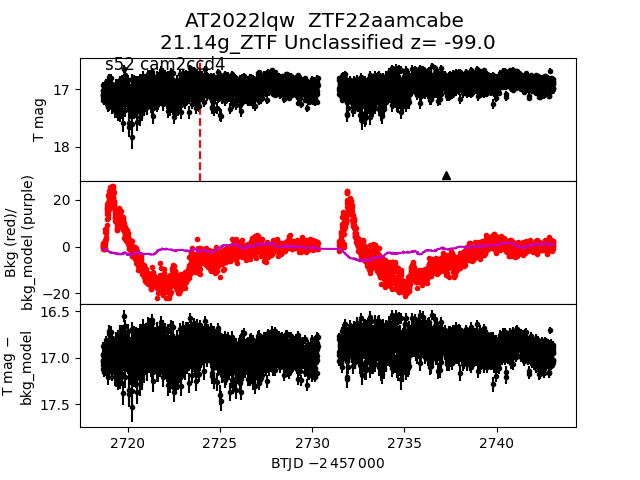 AT2022lqw  ZTF22aamcabe
21.14g_ZTF Unclassified z= -99.0
s52 cam2ccd4
T mag
17
18
Bkg (red)/
bkg_model (purple)
20
0
−20
T mag −
bkg_model
16.5
17.0
17.5
2720
2725
2730
2735
2740
BTJD −2 457 000